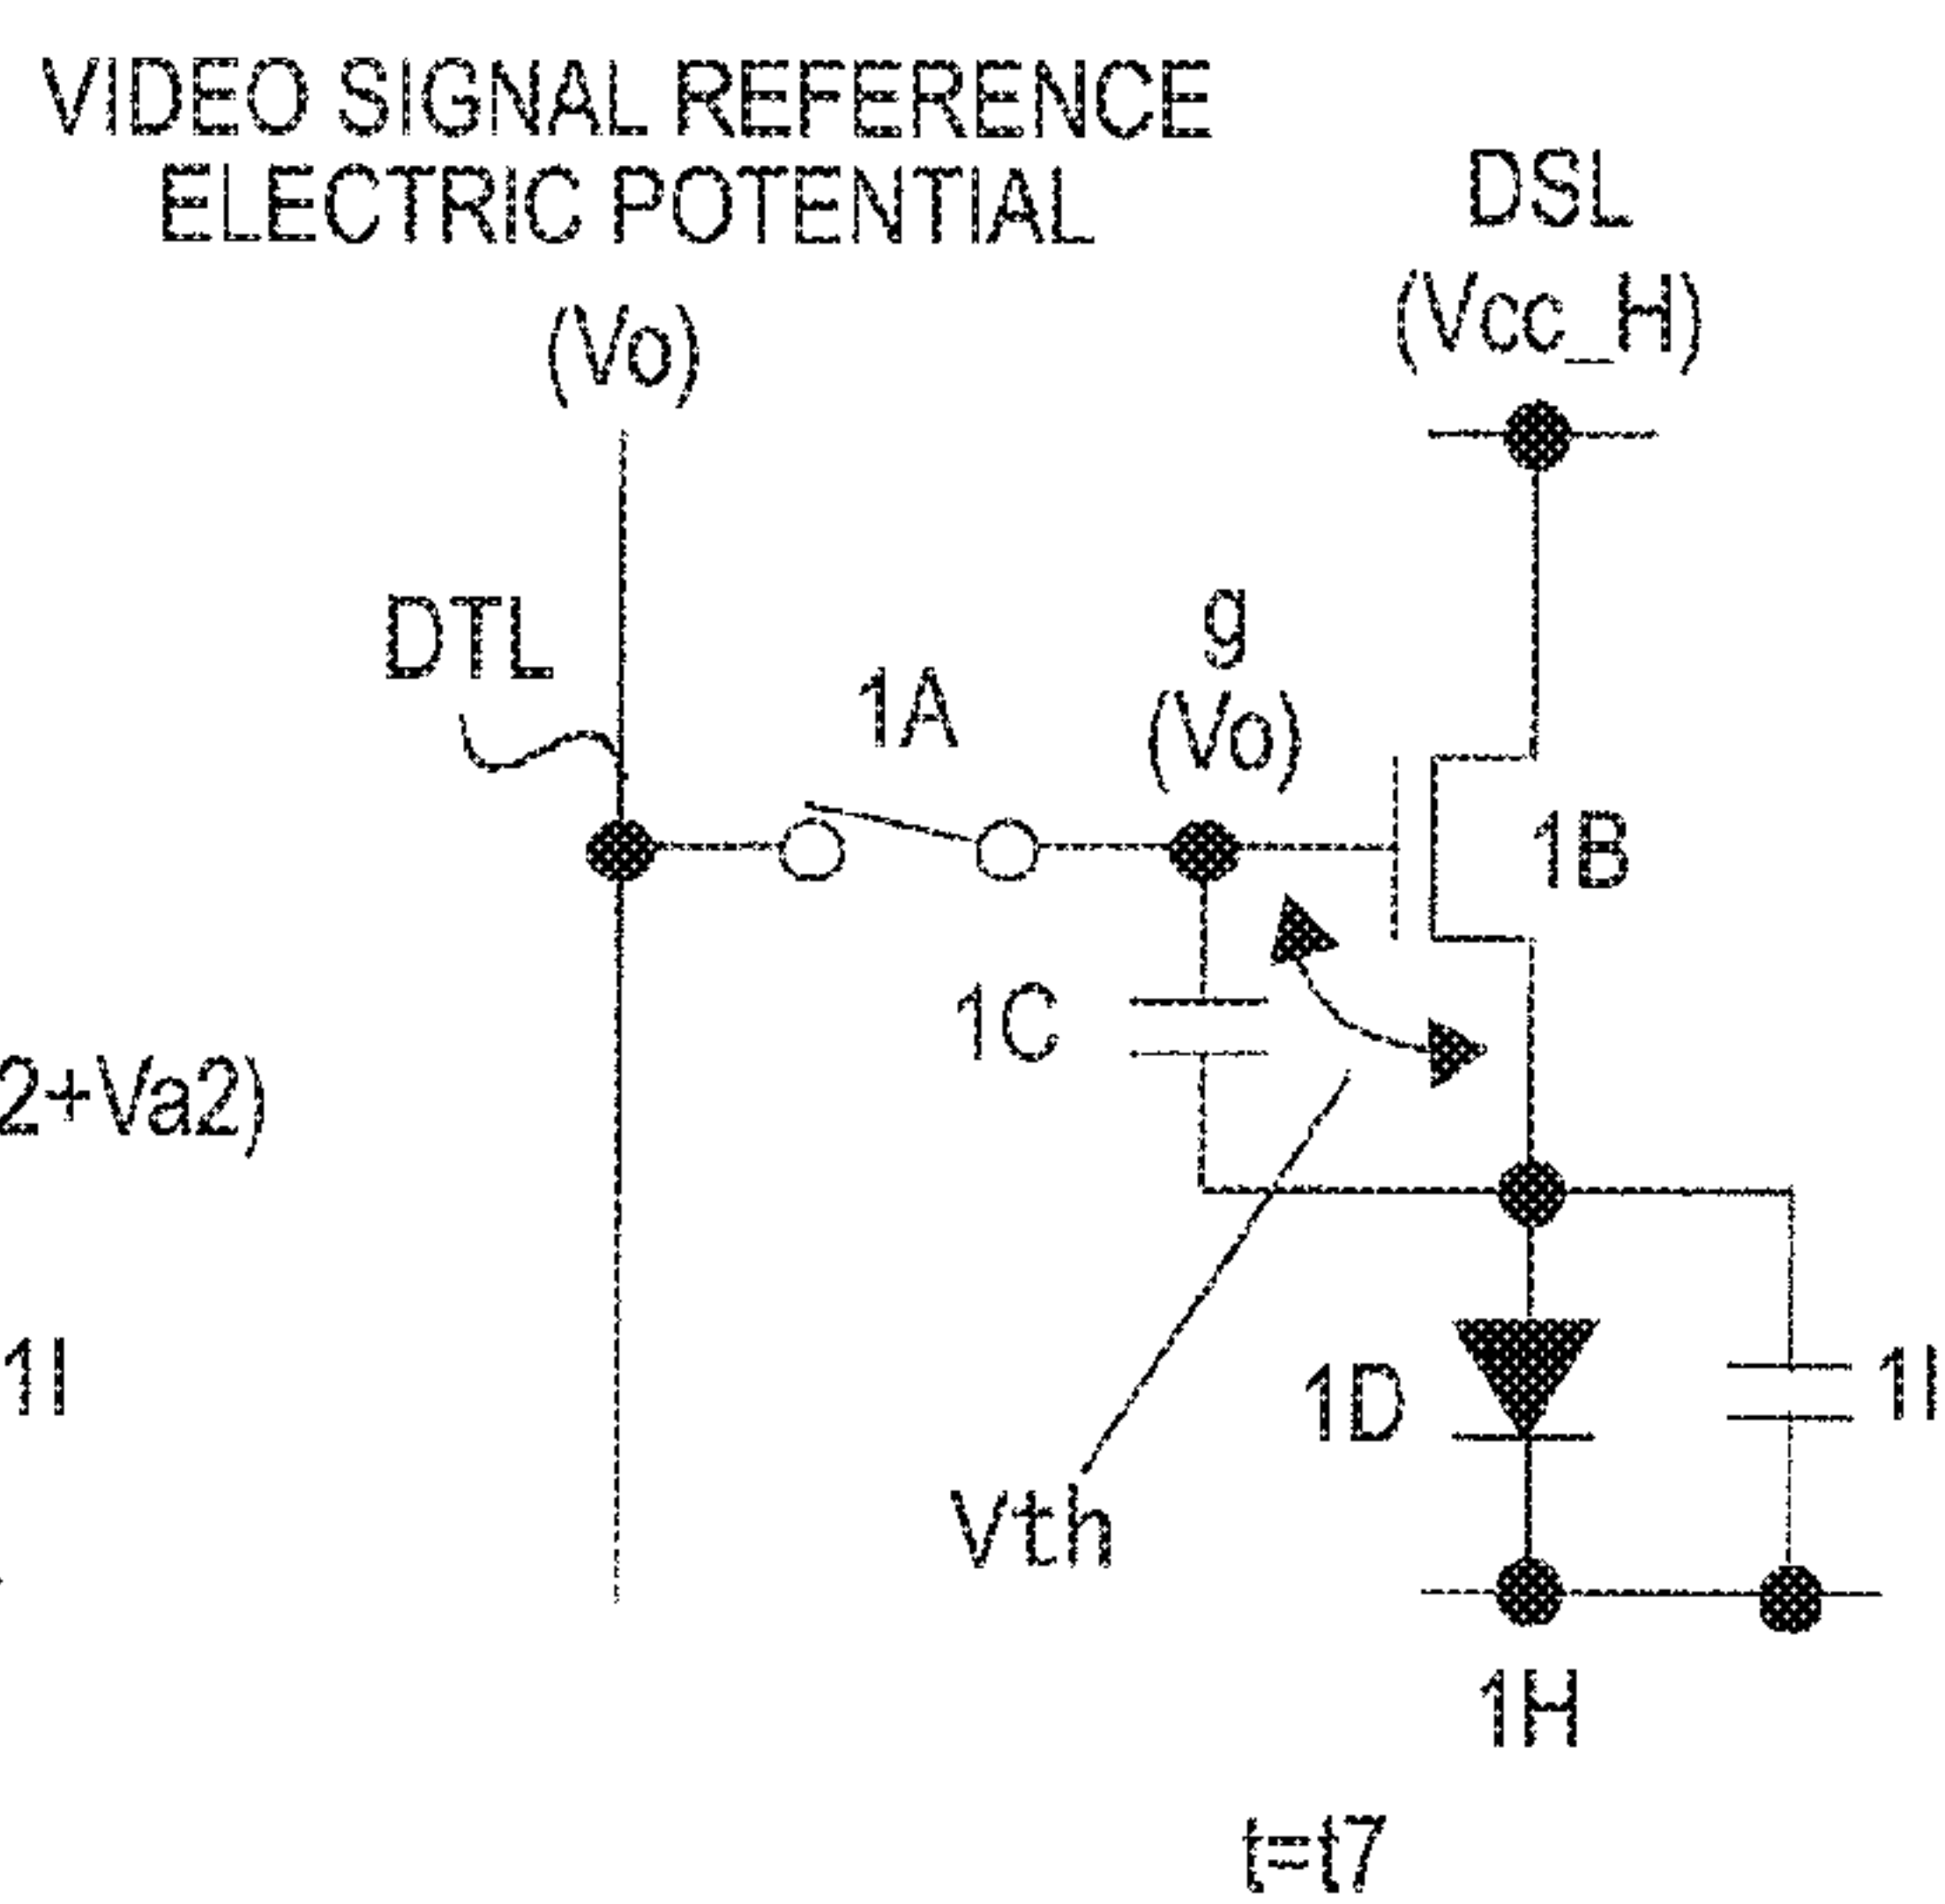 VIDEO SIGNAL REFERENCE
ELECTRIC POTENTIAL
(Vo)
DSL
(Vcc_H)
DTL
1A
g
(Vo)
1B
1C
2+Va2)
1I
1D
1I
Vth
1H
t=t7